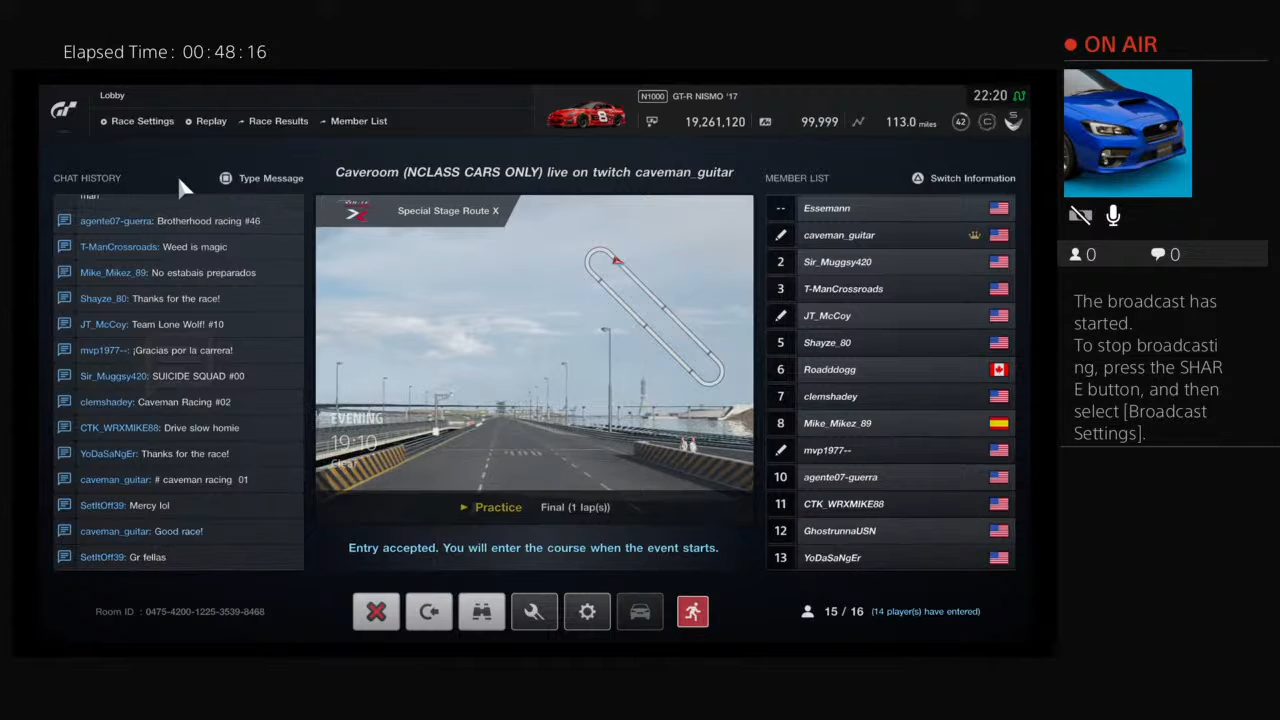 Elapsed Time: 00:48:16
ON AIR
Lobby
Race Settings Replay Race Results Member List
N1000 GT-R NISMO '17
19,261,120 99,999 113.0 miles 42 C S
22:20
CHAT HISTORY
Type Message
man
agente07-guerra: Brotherhood racing #46
T-ManCrossroads: Weed is magic
Mike_Mikez_89: No estabais preparados
Shayze_80: Thanks for the race!
JT_McCoy: Team Lone Wolf! #10
mvp1977--: ¡Gracias por la carrera!
Sir_Muggsy420: SUICIDE SQUAD #00
clemshadey: Caveman Racing #02
CTK_WRXMIKE88: Drive slow homie
YoDaSaNgEr: Thanks for the race!
caveman_guitar: # caveman racing 01
SetItOff39: Mercy lol
caveman_guitar: Good race!
SetItOff39: Gr fellas
Room ID : 0475-4200-1225-3539-8468
Caveroom (NCLASS CARS ONLY) live on twitch caveman_guitar
Special Stage Route X
EVENING
19:10
Clear
Practice Final (1 lap(s))
Entry accepted. You will enter the course when the event starts.
MEMBER LIST
Switch Information
-- Essemann
caveman_guitar
2 Sir_Muggsy420
3 T-ManCrossroads
JT_McCoy
5 Shayze_80
6 Roadddogg
7 clemshadey
8 Mike_Mikez_89
mvp1977--
10 agente07-guerra
11 CTK_WRXMIKE88
12 GhostrunnaUSN
13 YoDaSaNgEr
15 / 16 (14 player(s) have entered)
0 0
The broadcast has
started.
To stop broadcasti
ng, press the SHAR
E button, and then
select [Broadcast
Settings].